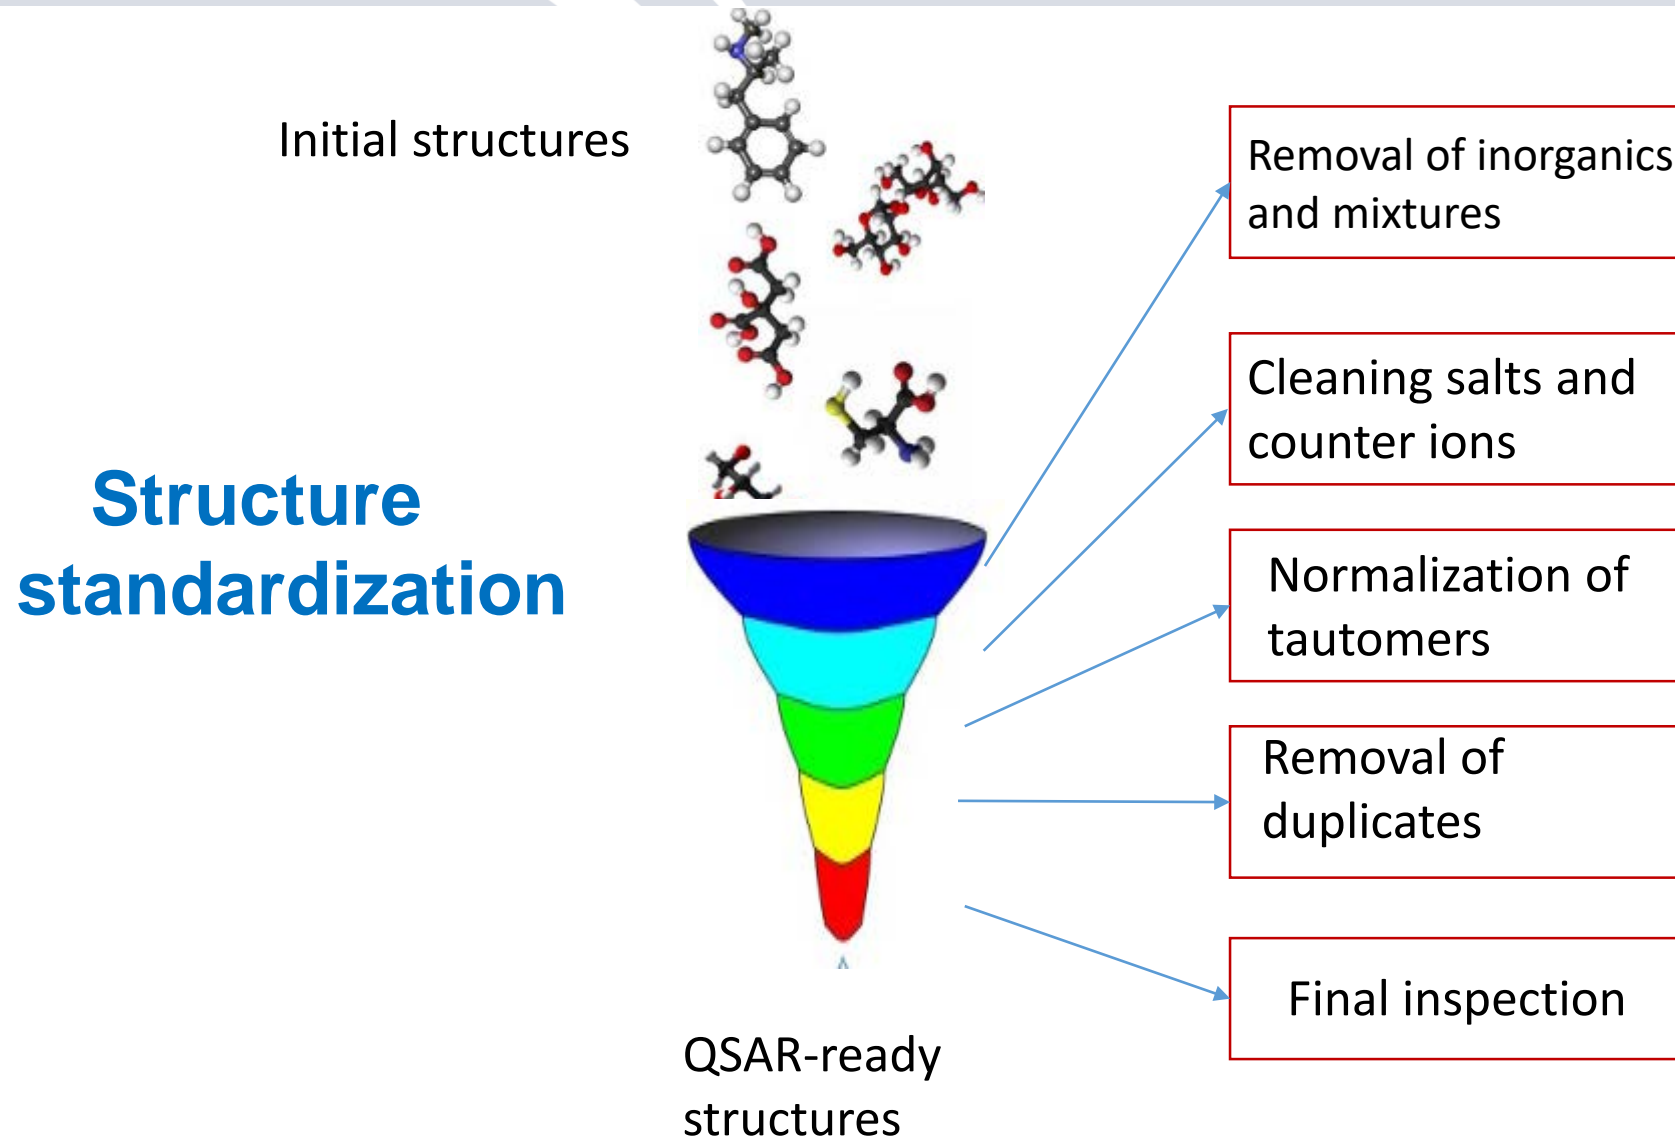 Initial structures
Structure
standardization
Removal of inorganics
and mixtures
Cleaning salts and
counter ions
Normalization of
tautomers
Removal of
duplicates
Final inspection
QSAR-ready
structures